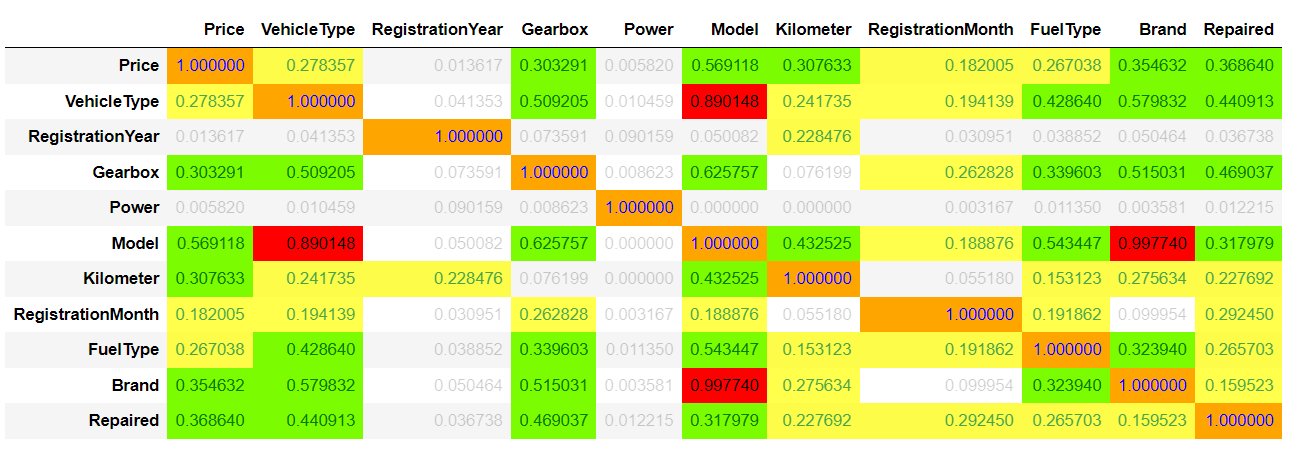 Price VehicleType RegistrationYear Gearbox Power Model Kilometer RegistrationMonth FuelType Brand Repaired
Price 1.000000 0.278357 0.013617 0.303291 0.005820 0.569118 0.307633 0.182005 0.267038 0.354632 0.368640
VehicleType 0.278357 1.000000 0.041353 0.509205 0.010459 0.890148 0.241735 0.194139 0.428640 0.579832 0.440913
RegistrationYear 0.013617 0.041353 1.000000 0.073591 0.090159 0.050082 0.228476 0.030951 0.038852 0.050464 0.036738
Gearbox 0.303291 0.509205 0.073591 1.000000 0.008623 0.625757 0.076199 0.262828 0.339603 0.515031 0.469037
Power 0.005820 0.010459 0.090159 0.008623 1.000000 0.000000 0.000000 0.003167 0.011350 0.003581 0.012215
Model 0.569118 0.890148 0.050082 0.625757 0.000000 1.000000 0.432525 0.188876 0.543447 0.997740 0.317979
Kilometer 0.307633 0.241735 0.228476 0.076199 0.000000 0.432525 1.000000 0.055180 0.153123 0.275634 0.227692
RegistrationMonth 0.182005 0.194139 0.030951 0.262828 0.003167 0.188876 0.055180 1.000000 0.191862 0.099954 0.292450
FuelType 0.267038 0.428640 0.038852 0.339603 0.011350 0.543447 0.153123 0.191862 1.000000 0.323940 0.265703
Brand 0.354632 0.579832 0.050464 0.515031 0.003581 0.997740 0.275634 0.099954 0.323940 1.000000 0.159523
Repaired 0.368640 0.440913 0.036738 0.469037 0.012215 0.317979 0.227692 0.292450 0.265703 0.159523 1.000000